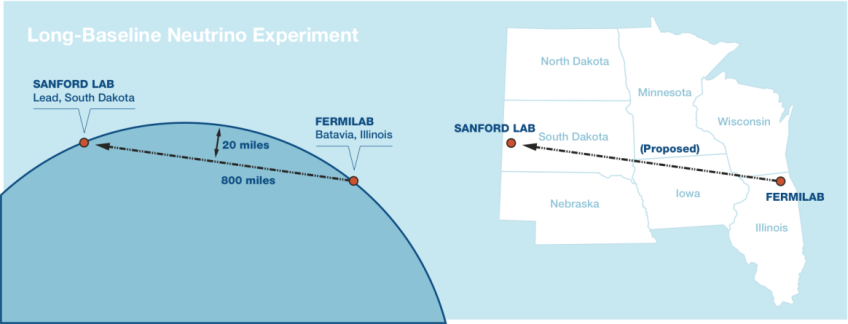 Long-Baseline Neutrino Experiment
SANFORD LAB
Lead, South Dakota
FERMILAB
Batavia, Illinois
20 miles
800 miles
North Dakota
Minnesota
Wisconsin
SANFORD LAB
South Dakota
(Proposed)
Nebraska
Iowa
FERMILAB
Illinois